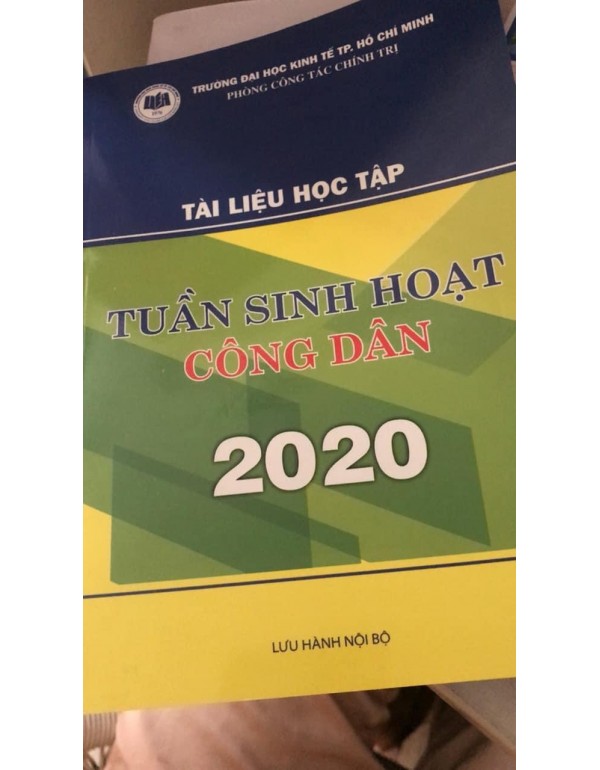 TRƯỜNG ĐẠI HỌC KINH TẾ TP. HỒ CHÍ MINH
PHÒNG CÔNG TÁC CHÍNH TRỊ
1976
TÀI LIỆU HỌC TẬP
TUẦN SINH HOẠT
CÔNG DÂN
2020
LƯU HÀNH NỘI BỘ